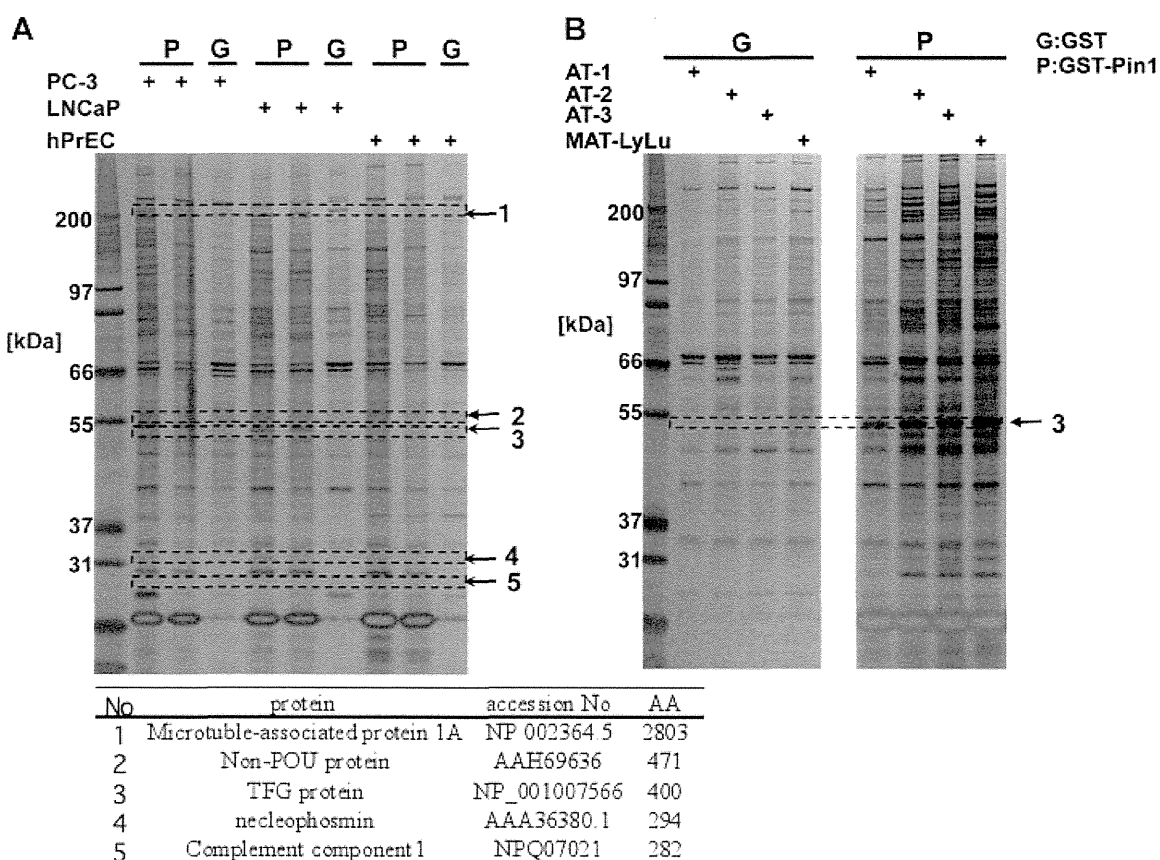 A
P G P G P G
PC-3 + + +
LNCaP + + +
hPrEC + + +
200
97
[kDa]
66
55
37
31
1
2
3
4
5
B
G P
G:GST
P:GST-Pin1
AT-1 + +
AT-2 + +
AT-3 + +
MAT-LyLu + +
200
97
[kDa]
66
55
37
31
3
No protein accession No AA
1 Microtuble-associated protein 1A NP 002364.5 2803
2 Non-POU protein AAH69636 471
3 TFG protein NP_001007566 400
4 necleophosmin AAA36380.1 294
5 Complement component1 NPQ07021 282